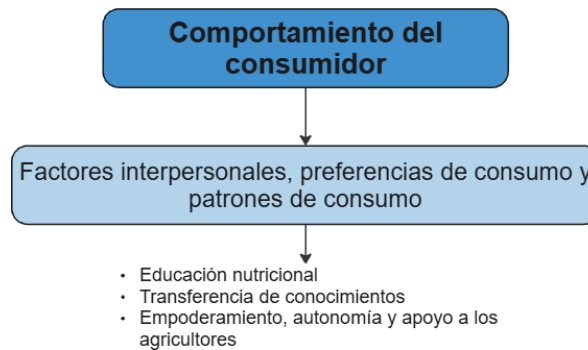 Comportamiento del
consumidor
Factores interpersonales, preferencias de consumo y
patrones de consumo
• Educación nutricional
• Transferencia de conocimientos
• Empoderamiento, autonomía y apoyo a los
agricultores